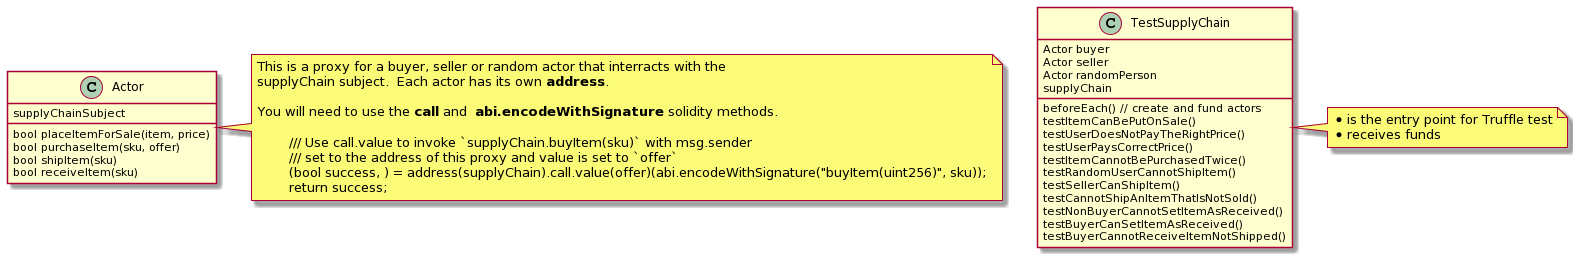 Actor
supplyChainSubject
bool placeItemForSale(item, price)
bool purchaseItem(sku, offer)
bool shipItem(sku)
bool receiveItem(sku)
This is a proxy for a buyer, seller or random actor that interracts with the
supplyChain subject.  Each actor has its own address.
You will need to use the call and  abi.encodeWithSignature solidity methods.
/// Use call.value to invoke `supplyChain.buyItem(sku)` with msg.sender
/// set to the address of this proxy and value is set to `offer`
(bool success, ) = address(supplyChain).call.value(offer)(abi.encodeWithSignature("buyItem(uint256)", sku));
return success;
C TestSupplyChain
Actor buyer
Actor seller
Actor randomPerson
supplyChain
beforeEach() // create and fund actors
testItemCanBePutOnSale()
testUserDoesNotPayTheRightPrice()
testUserPaysCorrectPrice()
testItemCannotBePurchasedTwice()
testRandomUserCannotShipItem()
testSellerCanShipItem()
testCannotShipAnItemThatIsNotSold()
testNonBuyerCannotSetItemAsReceived()
testBuyerCanSetItemAsReceived()
testBuyerCannotReceiveItemNotShipped()
• is the entry point for Truffle test
• receives funds